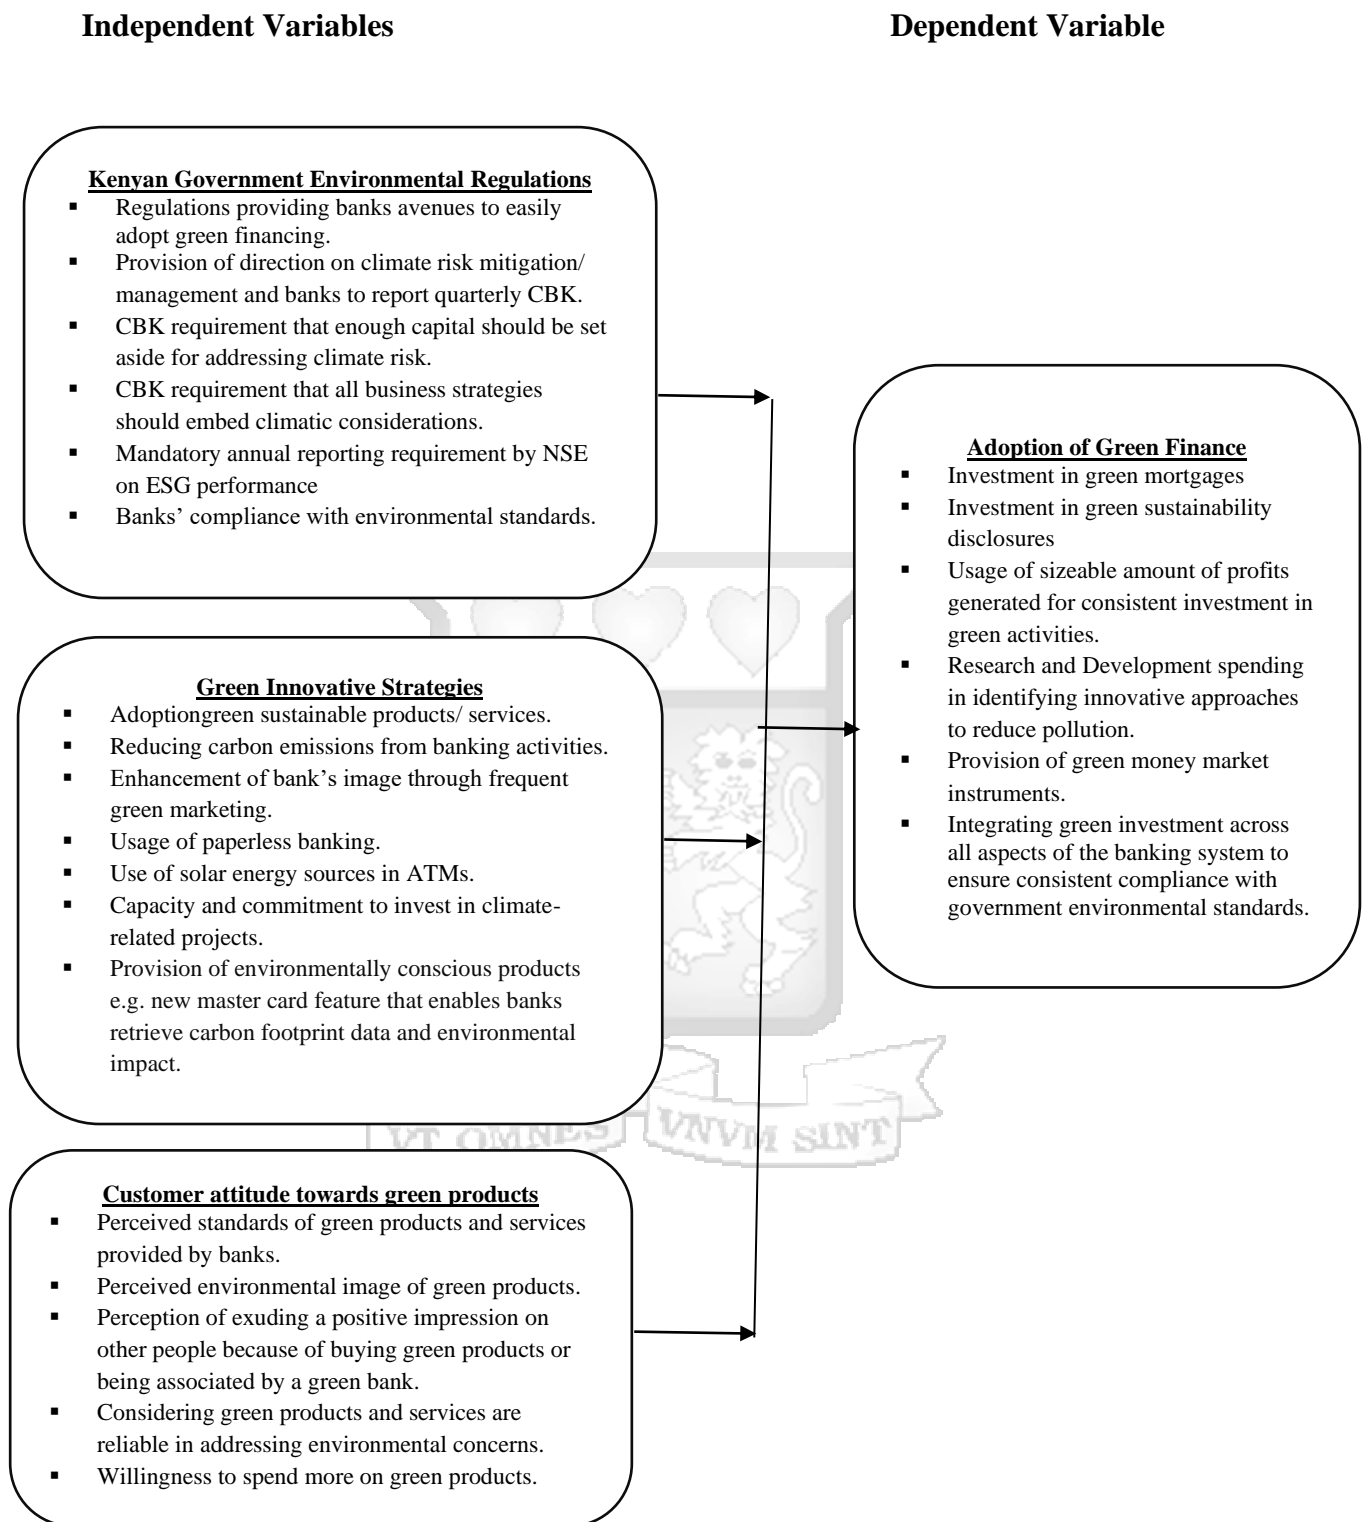 Independent Variables
Dependent Variable
Kenyan Government Environmental Regulations
▪ Regulations providing banks avenues to easily
adopt green financing.
▪ Provision of direction on climate risk mitigation/
management and banks to report quarterly CBK.
▪ CBK requirement that enough capital should be set
aside for addressing climate risk.
▪ CBK requirement that all business strategies
should embed climatic considerations.
▪ Mandatory annual reporting requirement by NSE
on ESG performance
▪ Banks’ compliance with environmental standards.
Green Innovative Strategies
▪ Adoptiongreen sustainable products/ services.
▪ Reducing carbon emissions from banking activities.
▪ Enhancement of bank’s image through frequent
green marketing.
▪ Usage of paperless banking.
▪ Use of solar energy sources in ATMs.
▪ Capacity and commitment to invest in climate-
related projects.
▪ Provision of environmentally conscious products
e.g. new master card feature that enables banks
retrieve carbon footprint data and environmental
impact.
Customer attitude towards green products
▪ Perceived standards of green products and services
provided by banks.
▪ Perceived environmental image of green products.
▪ Perception of exuding a positive impression on
other people because of buying green products or
being associated by a green bank.
▪ Considering green products and services are
reliable in addressing environmental concerns.
▪ Willingness to spend more on green products.
Adoption of Green Finance
▪ Investment in green mortgages
▪ Investment in green sustainability
disclosures
▪ Usage of sizeable amount of profits
generated for consistent investment in
green activities.
▪ Research and Development spending
in identifying innovative approaches
to reduce pollution.
▪ Provision of green money market
instruments.
▪ Integrating green investment across
all aspects of the banking system to
ensure consistent compliance with
government environmental standards.
VT OMNES VNVM SINT